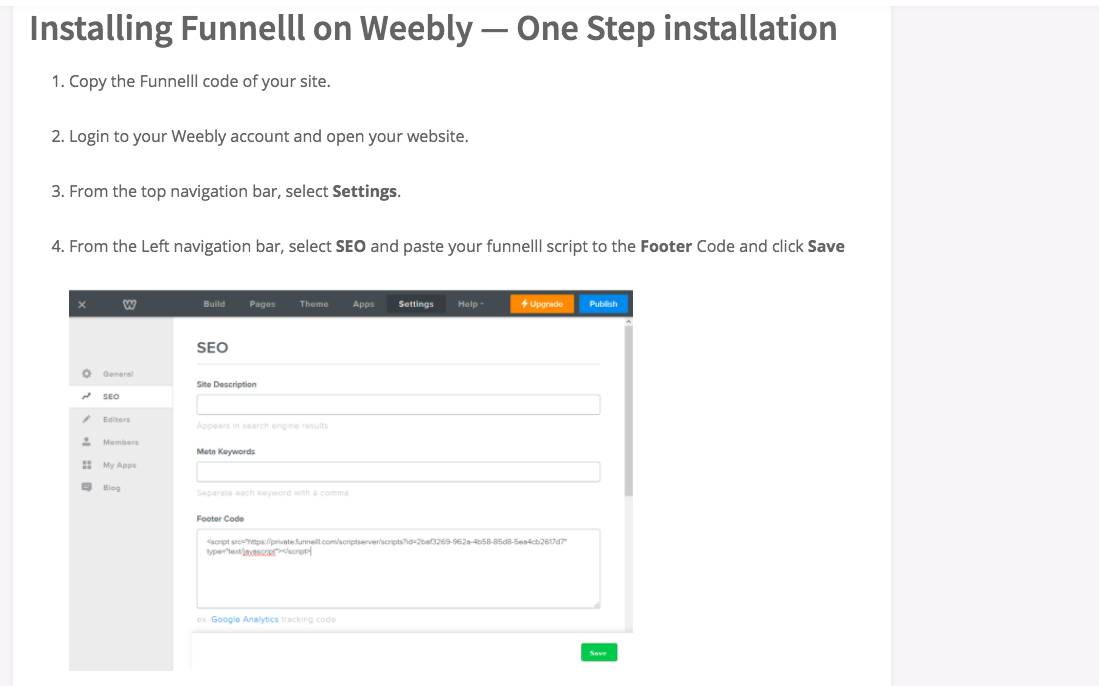 Installing Funnelll on Weebly — One Step installation
1. Copy the Funnelll code of your site.
2. Login to your Weebly account and open your website.
3. From the top navigation bar, select Settings.
4. From the Left navigation bar, select SEO and paste your funnelll script to the Footer Code and click Save
Build Pages Theme Apps Settings Help Upgrade Publish
SEO
General
SEO
Editors
Members
My Apps
Blog
Site Description
Appears in search engine results
Meta Keywords
Separate each keyword with a comma
Footer Code
<script src="https://private.funnelll.com/scriptserver/scripts?id=2baf3269-962a-4b58-85d8-5ea4cb2617d7"
type="text/javascript"></script>
ex. Google Analytics tracking code
Save